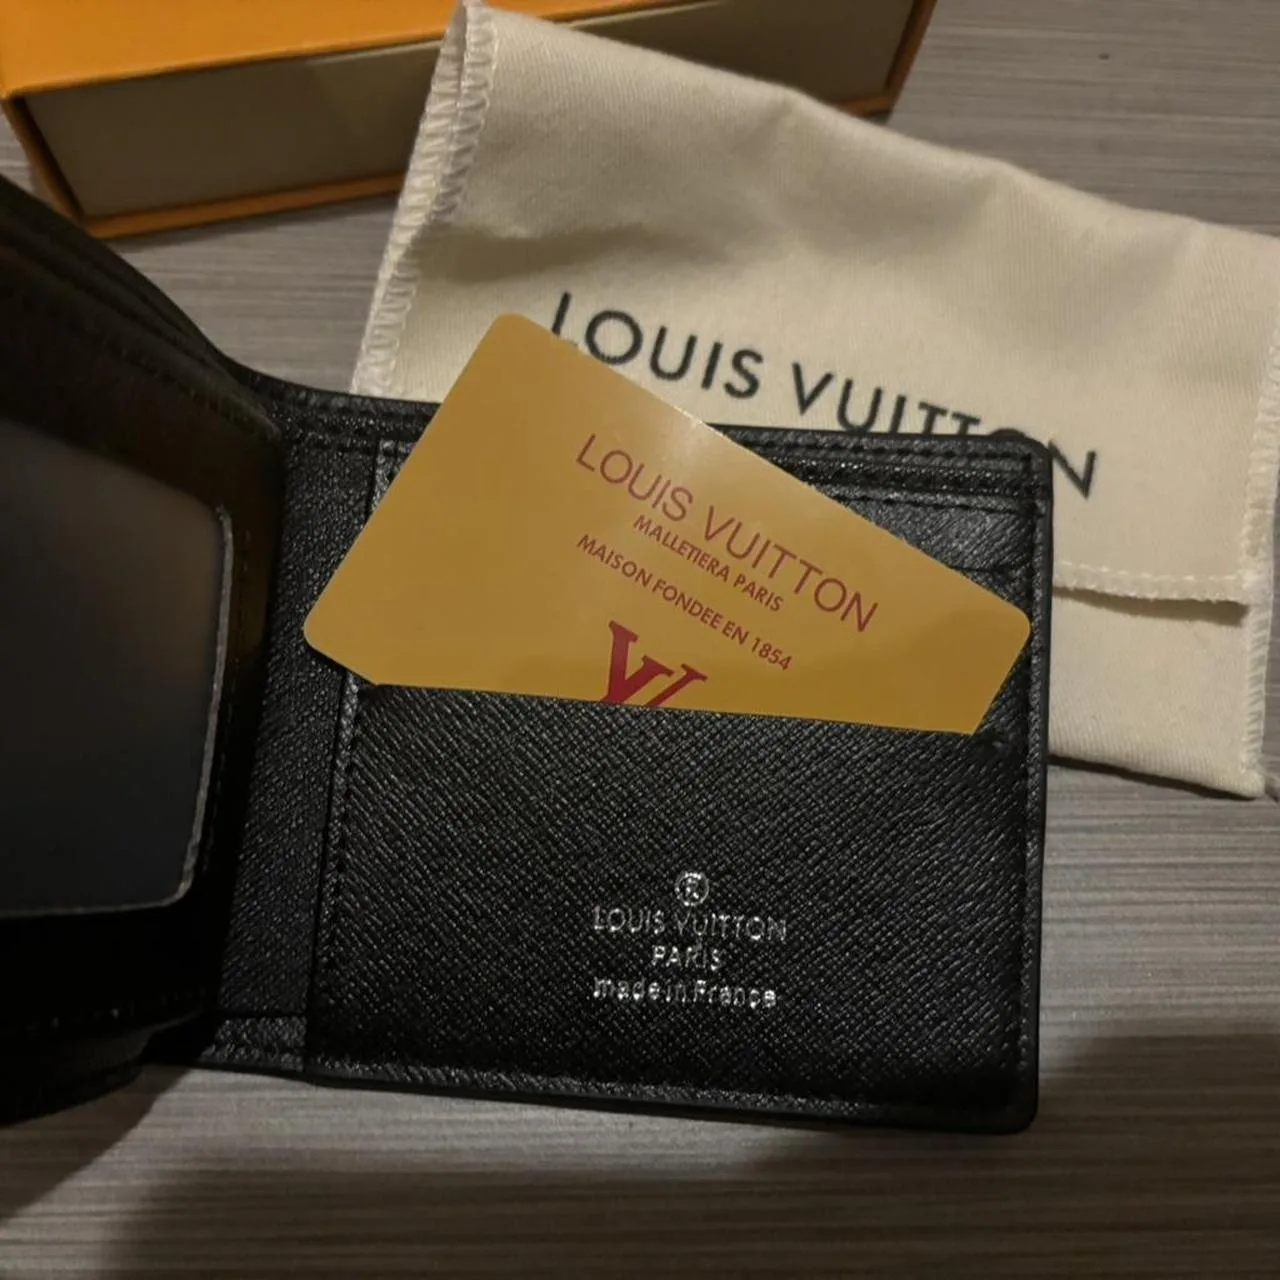 LOUIS VUITTON
LOUIS VUITTON
MALLETIERA PARIS
MAISON FONDEE EN 1854
LV
®
LOUIS VUITTON
PARIS
made in France